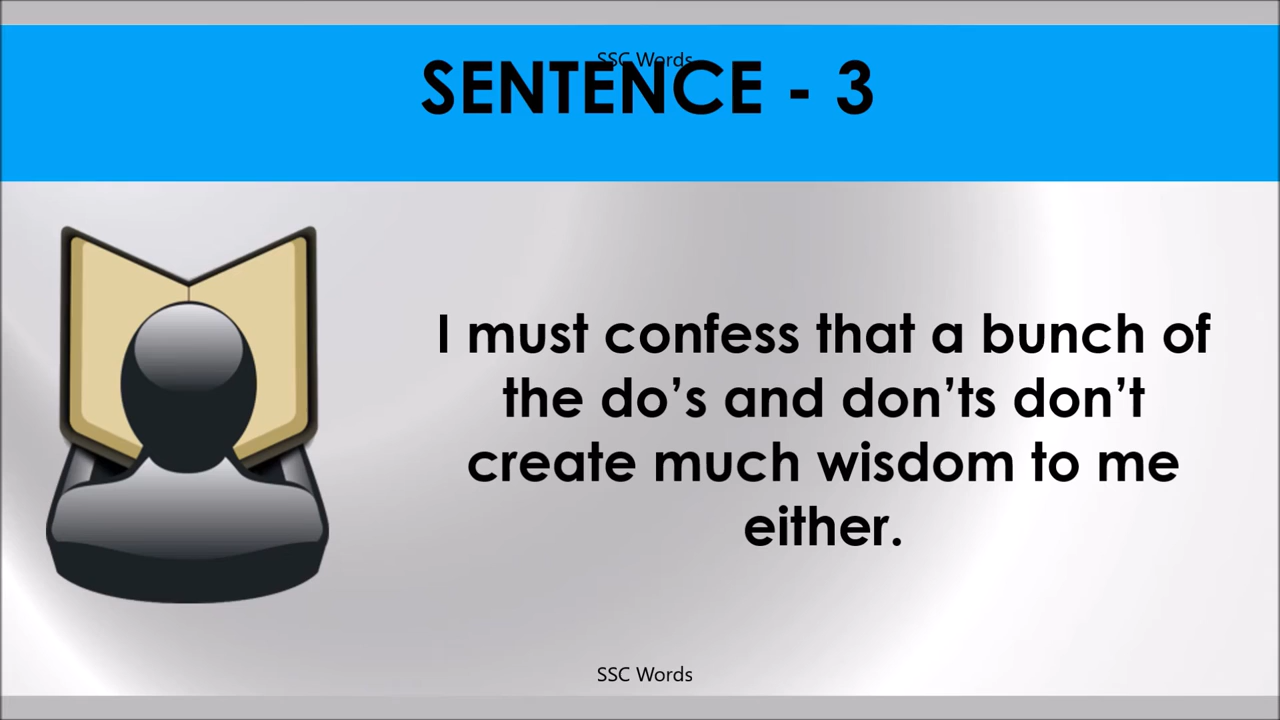 SSC Words
SENTENCE - 3
I must confess that a bunch of
the do’s and don’ts don’t
create much wisdom to me
either.
SSC Words